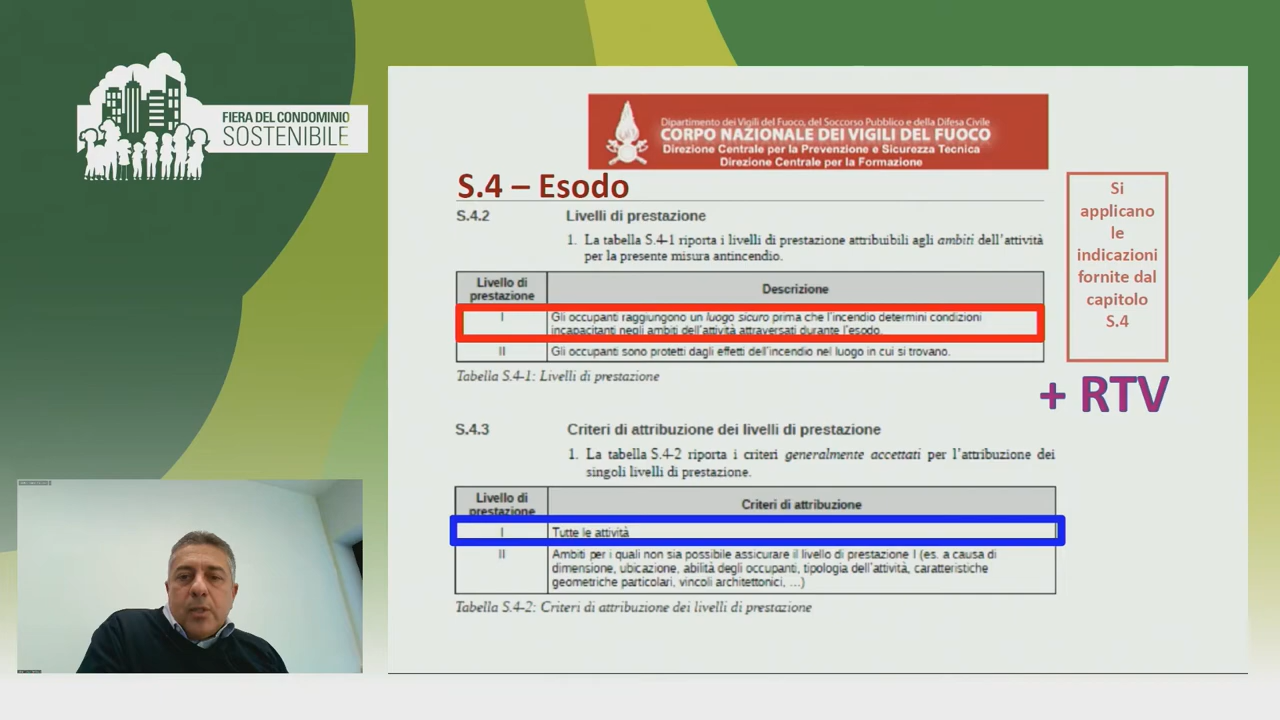 FIERA DEL CONDOMINIO
SOSTENIBILE
Dipartimento dei Vigili del Fuoco, del Soccorso Pubblico e della Difesa Civile
CORPO NAZIONALE DEI VIGILI DEL FUOCO
Direzione Centrale per la Prevenzione e Sicurezza Tecnica
Direzione Centrale per la Formazione
S.4 – Esodo
S.4.2 Livelli di prestazione
1. La tabella S.4-1 riporta i livelli di prestazione attribuibili agli ambiti dell'attività
per la presente misura antincendio.
Livello di
prestazione
Descrizione
I Gli occupanti raggiungono un luogo sicuro prima che l'incendio determini condizioni
incapacitanti negli ambiti dell'attività attraversati durante l'esodo.
II Gli occupanti sono protetti dagli effetti dell'incendio nel luogo in cui si trovano.
Tabella S.4-1: Livelli di prestazione
Si
applicano
le
indicazioni
fornite dal
capitolo
S.4
+ RTV
S.4.3 Criteri di attribuzione dei livelli di prestazione
1. La tabella S.4-2 riporta i criteri generalmente accettati per l'attribuzione dei
singoli livelli di prestazione.
Livello di
prestazione
Criteri di attribuzione
I Tutte le attività
II Ambiti per i quali non sia possibile assicurare il livello di prestazione I (es. a causa di
dimensione, ubicazione, abilità degli occupanti, tipologia dell'attività, caratteristiche
geometriche particolari, vincoli architettonici, …)
Tabella S.4-2: Criteri di attribuzione dei livelli di prestazione